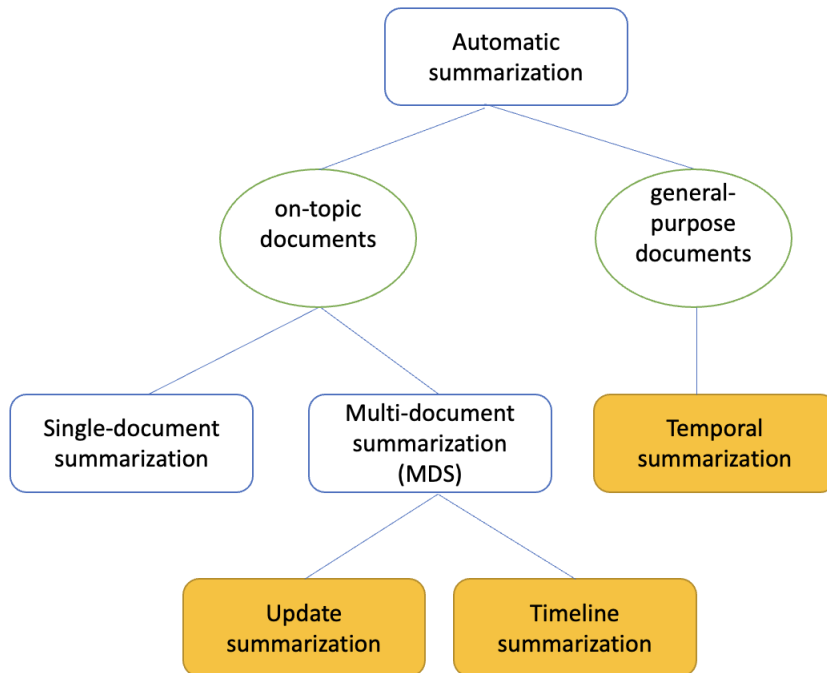 Automatic
summarization
on-topic
documents
general-
purpose
documents
Single-document
summarization
Multi-document
summarization
(MDS)
Temporal
summarization
Update
summarization
Timeline
summarization